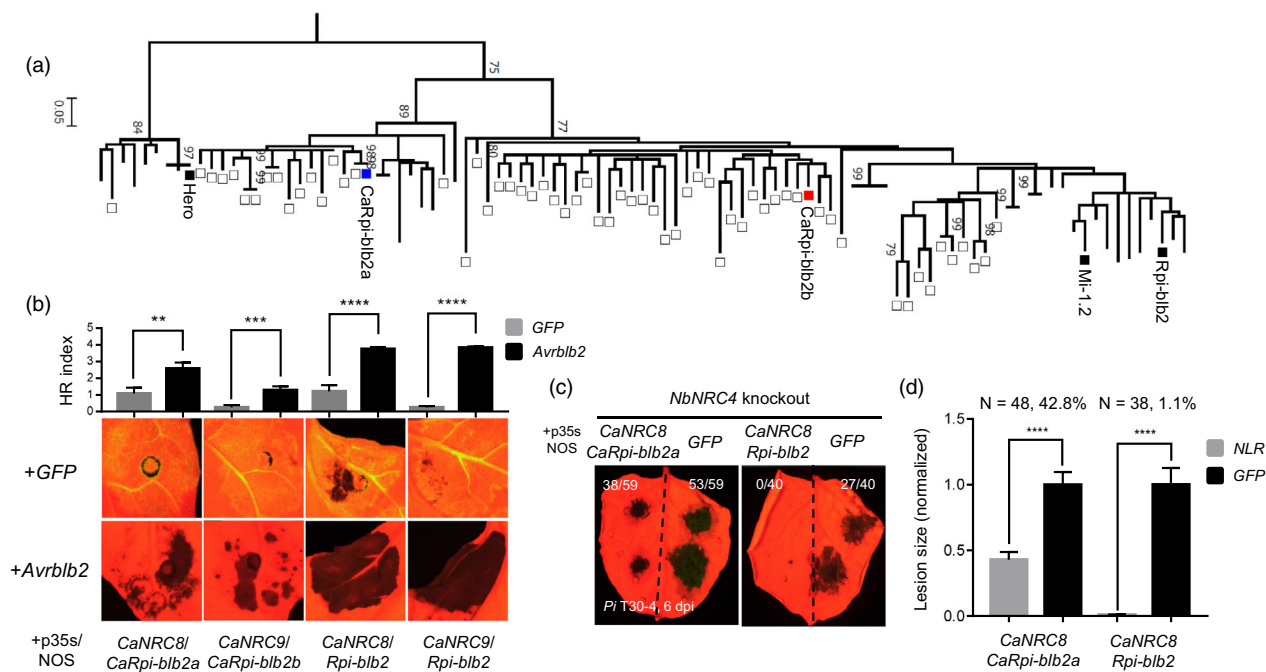 (a)
0.05
84
97
Hero
99
99
98
98
CaRpi-blb2a
89
75
77
80
CaRpi-blb2b
99
79
99
98
99
99
Mi-1.2
Rpi-blb2
(b)
HR index
5
4
3
2
1
0
**
***
****
****
GFP
Avrblb2
+GFP
+Avrblb2
+p35s/
NOS
CaNRC8/
CaRpi-blb2a
CaNRC9/
CaRpi-blb2b
CaNRC8/
Rpi-blb2
CaNRC9/
Rpi-blb2
(c)
NbNRC4 knockout
+p35s
NOS
CaNRC8
CaRpi-blb2a
GFP
CaNRC8
Rpi-blb2
GFP
38/59
53/59
0/40
27/40
Pi T30-4, 6 dpi
(d)
N = 48, 42.8%
N = 38, 1.1%
Lesion size (normalized)
1.5
1.0
0.5
0.0
****
****
NLR
GFP
CaNRC8
CaRpi-blb2a
CaNRC8
Rpi-blb2